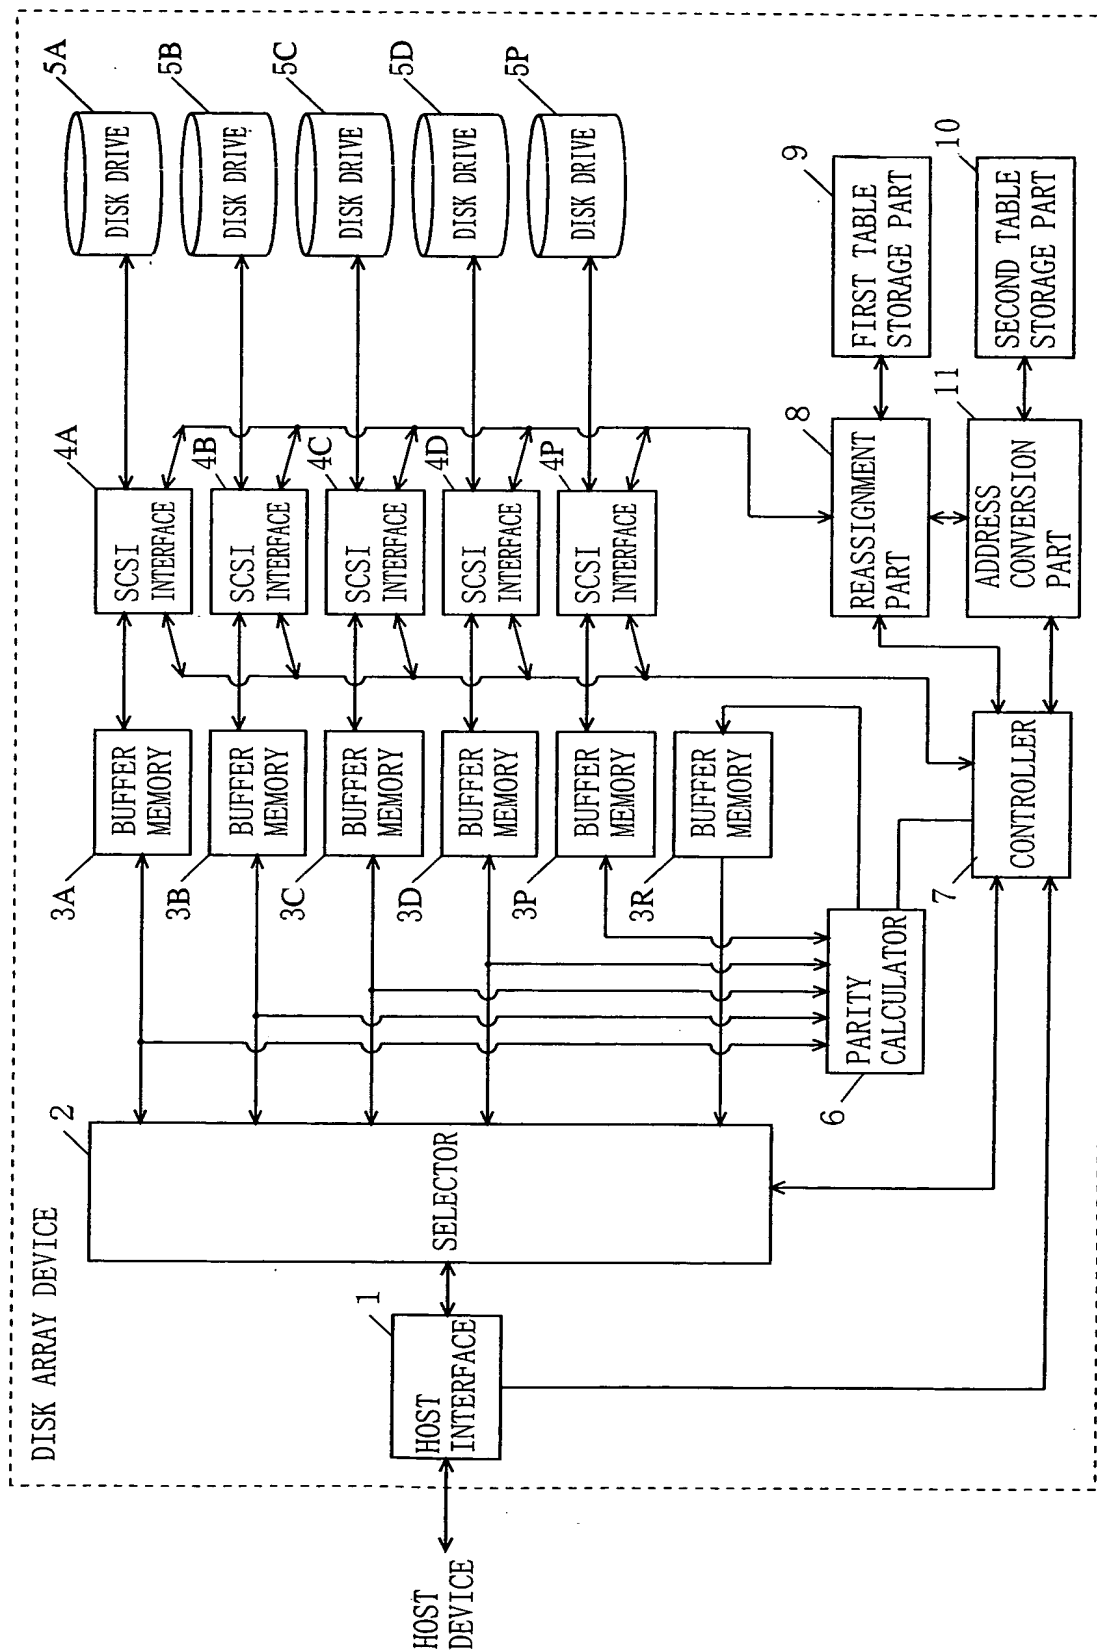 DISK ARRAY DEVICE
HOST
DEVICE
1
HOST
INTERFACE
2
SELECTOR
3A
BUFFER
MEMORY
4A
SCSI
INTERFACE
5A
DISK DRIVE
3B
BUFFER
MEMORY
4B
SCSI
INTERFACE
5B
DISK DRIVE
3C
BUFFER
MEMORY
4C
SCSI
INTERFACE
5C
DISK DRIVE
3D
BUFFER
MEMORY
4D
SCSI
INTERFACE
5D
DISK DRIVE
3P
BUFFER
MEMORY
4P
SCSI
INTERFACE
5P
DISK DRIVE
3R
BUFFER
MEMORY
6
PARITY
CALCULATOR
7
CONTROLLER
8
REASSIGNMENT
PART
9
FIRST TABLE
STORAGE PART
11
ADDRESS
CONVERSION
PART
10
SECOND TABLE
STORAGE PART